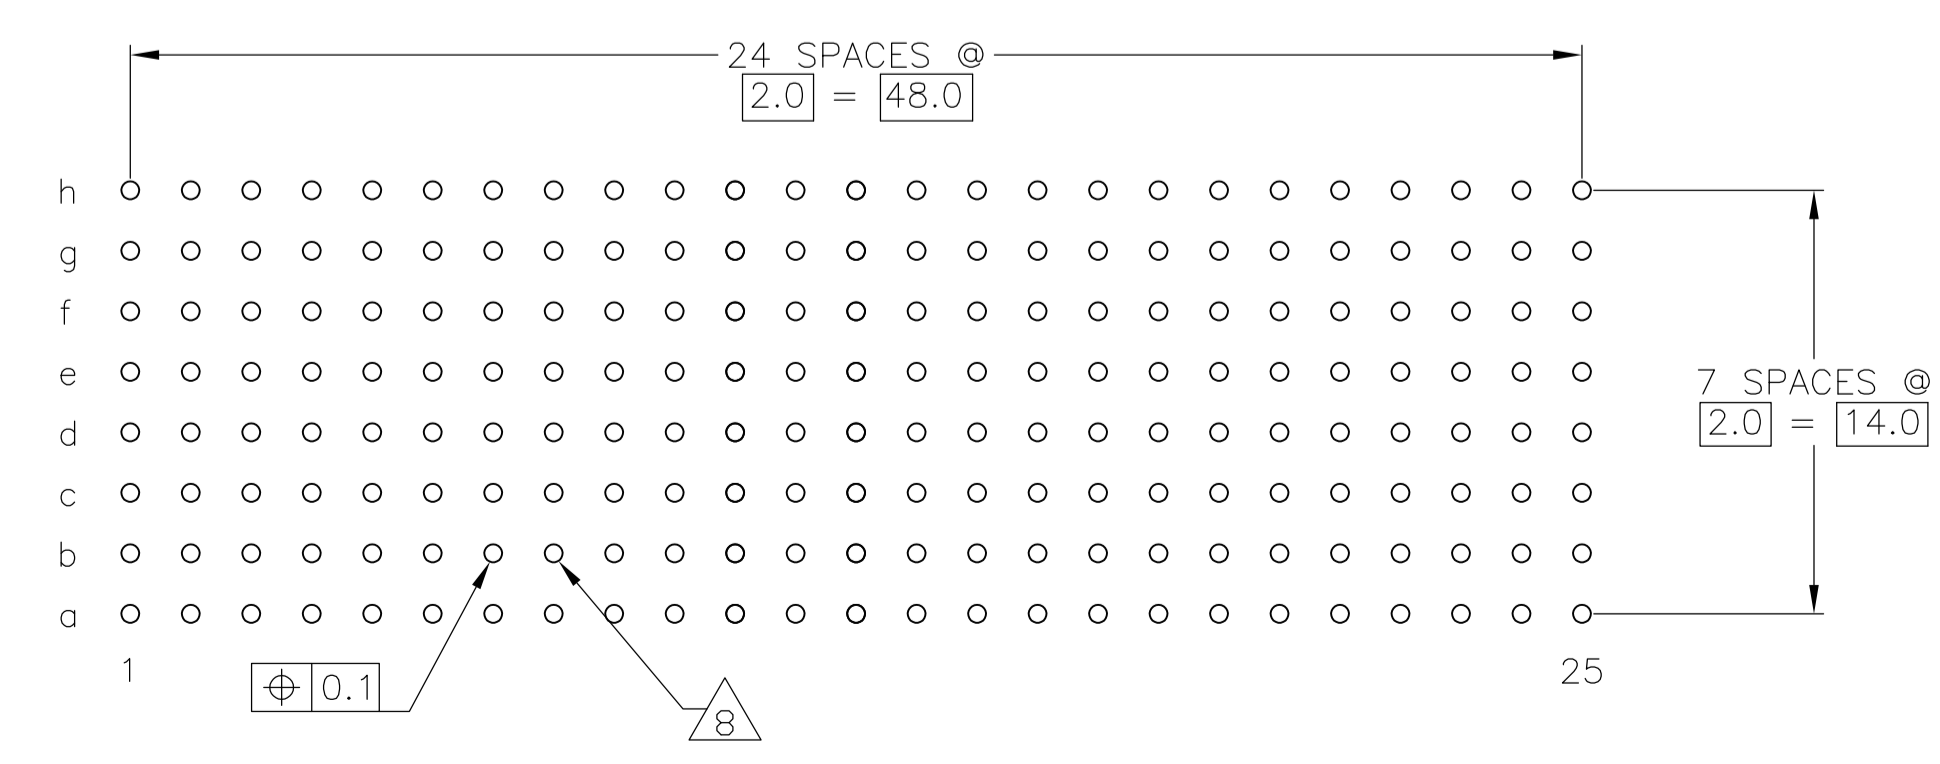 24 SPACES @
2.0 = 48.0
h
g
f
e
d
c
b
a
7 SPACES @
2.0 = 14.0
1
25
⌖ 0.1
8